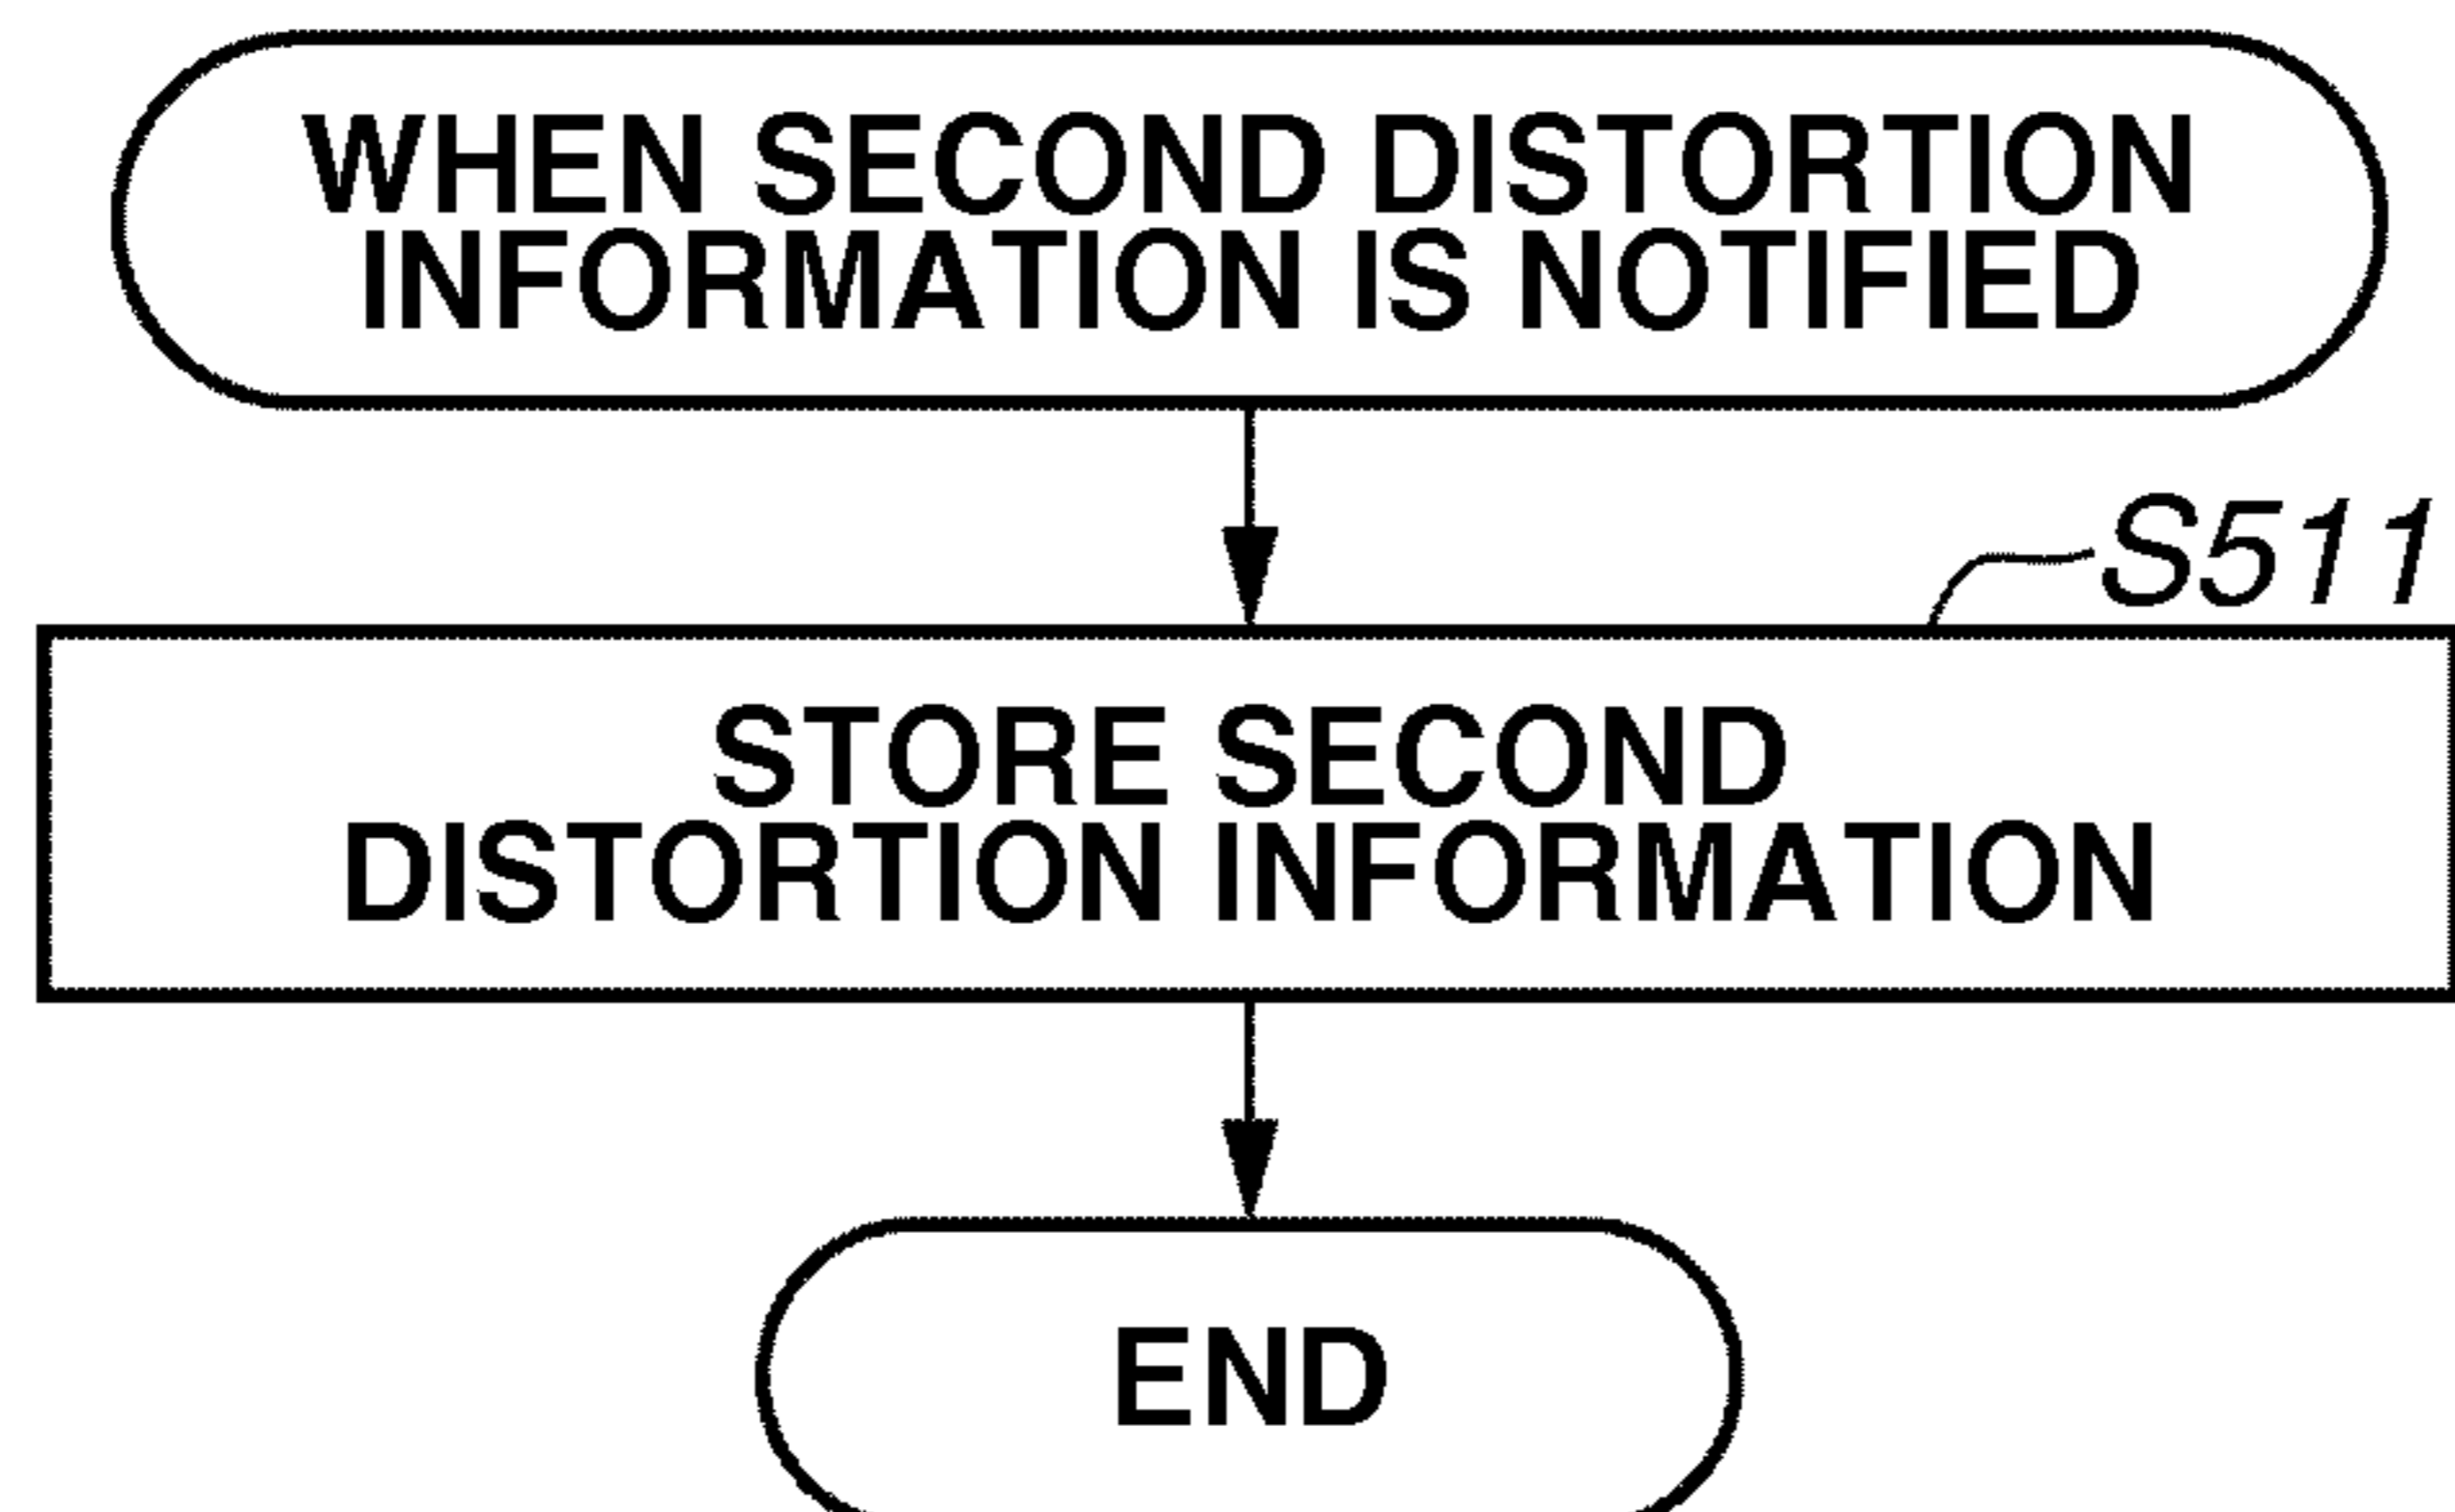 WHEN SECOND DISTORTION
INFORMATION IS NOTIFIED
S511
STORE SECOND
DISTORTION INFORMATION
END